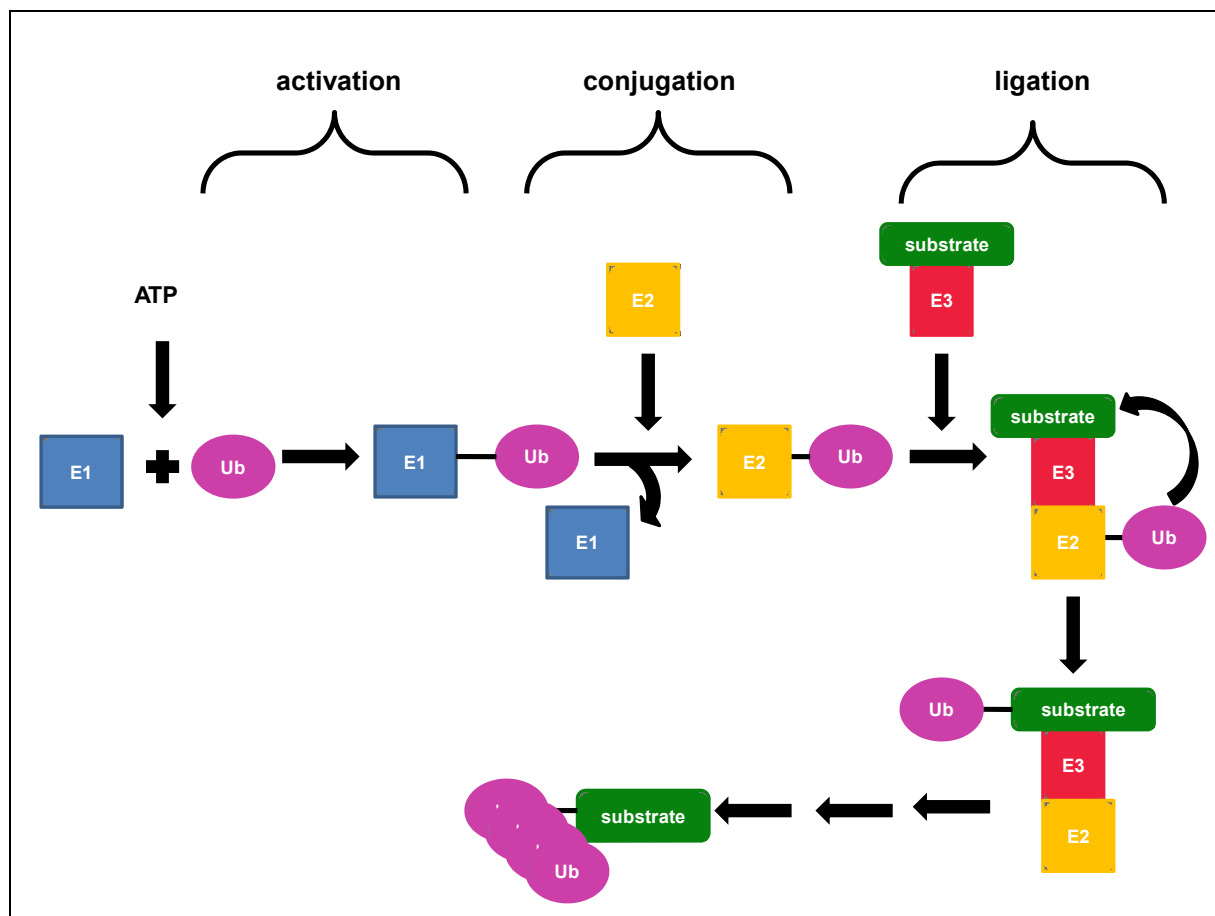 activation
conjugation
ligation
substrate
E3
E2
ATP
E1
Ub
E1
Ub
E1
E2
Ub
substrate
E3
E2
Ub
Ub
substrate
E3
E2
substrate
Ub